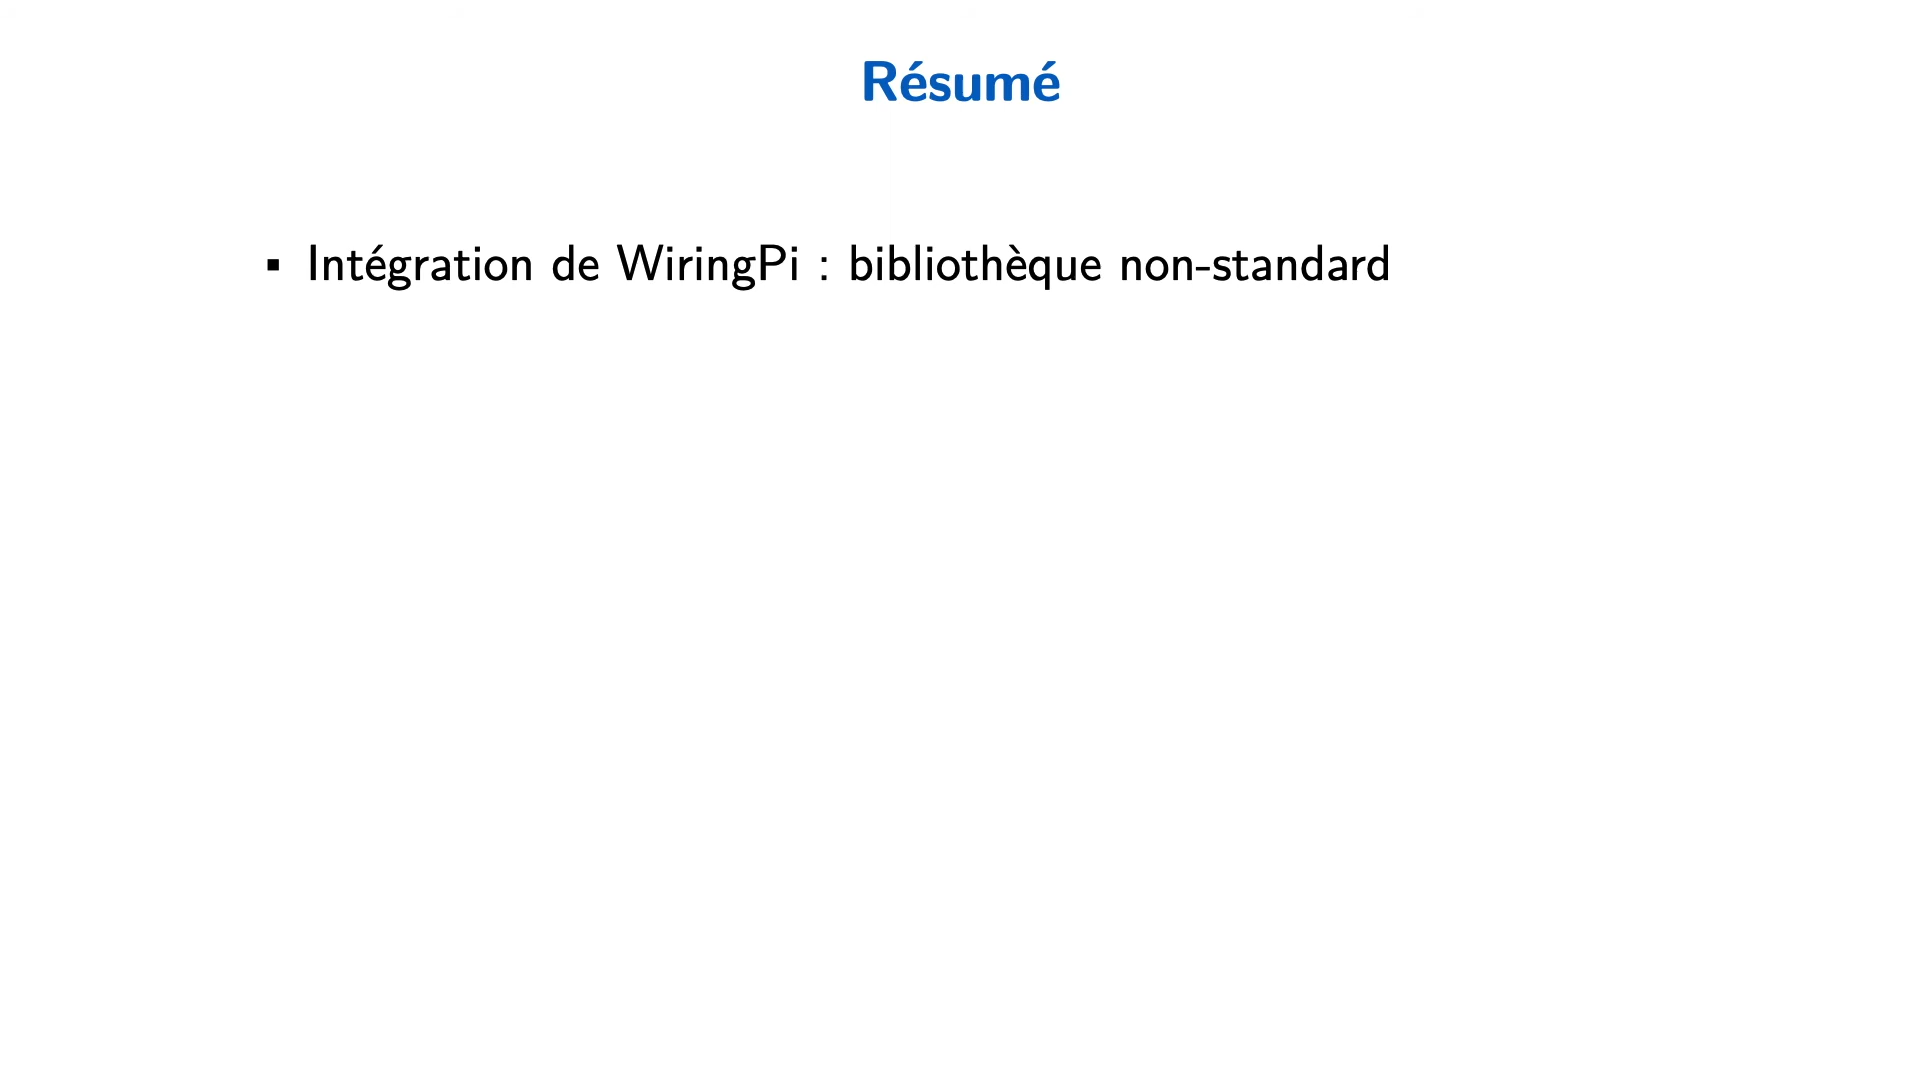 Résumé
▪ Intégration de WiringPi : bibliothèque non-standard